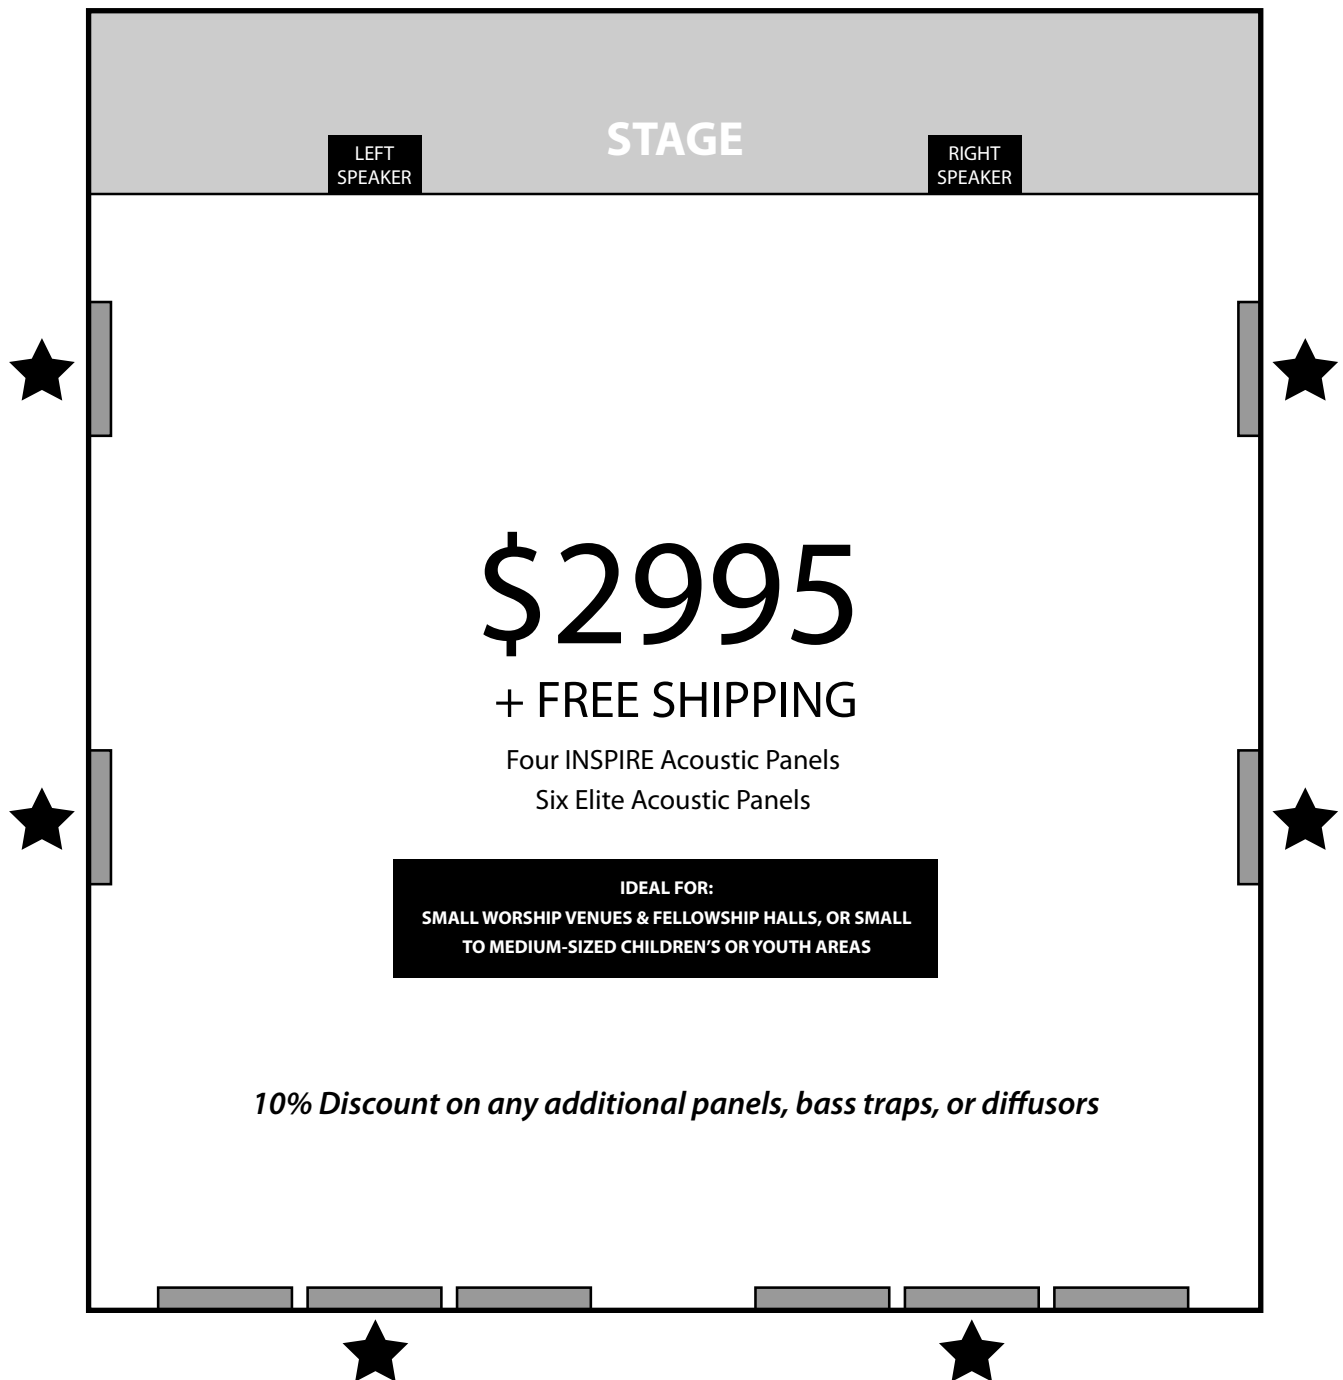 STAGE
LEFT
SPEAKER
RIGHT
SPEAKER
$2995
+ FREE SHIPPING
Four INSPIRE Acoustic Panels
Six Elite Acoustic Panels
IDEAL FOR:
SMALL WORSHIP VENUES & FELLOWSHIP HALLS, OR SMALL
TO MEDIUM-SIZED CHILDREN’S OR YOUTH AREAS
10% Discount on any additional panels, bass traps, or diffusors